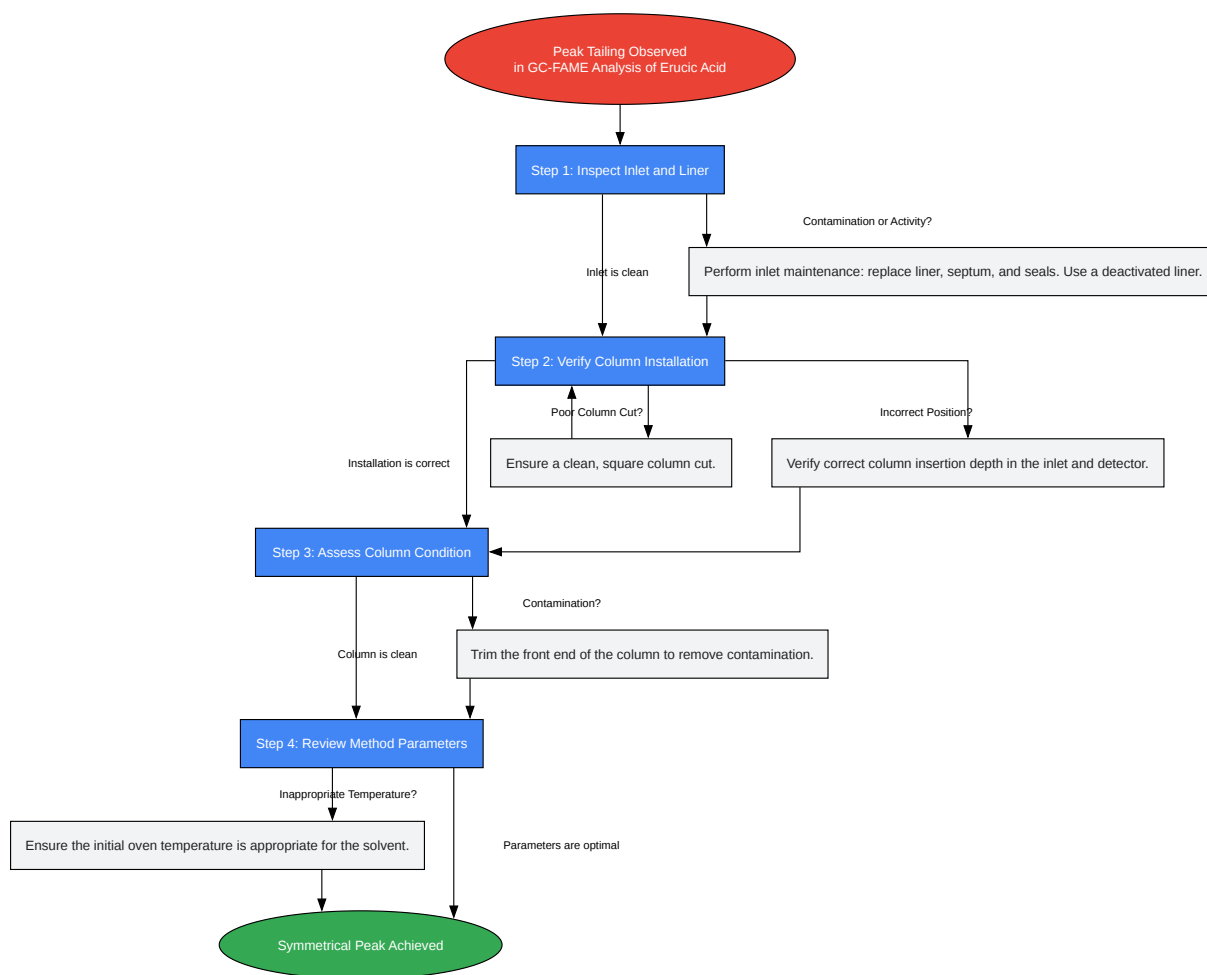 Peak Tailing Observed
in GC-FAME Analysis of Erucic Acid
Step 1: Inspect Inlet and Liner
Contamination or Activity?
Inlet is clean
Perform inlet maintenance: replace liner, septum, and seals. Use a deactivated liner.
Step 2: Verify Column Installation
Poor Column Cut?
Incorrect Position?
Installation is correct
Ensure a clean, square column cut.
Verify correct column insertion depth in the inlet and detector.
Step 3: Assess Column Condition
Contamination?
Column is clean
Trim the front end of the column to remove contamination.
Step 4: Review Method Parameters
Inappropriate Temperature?
Ensure the initial oven temperature is appropriate for the solvent.
Parameters are optimal
Symmetrical Peak Achieved